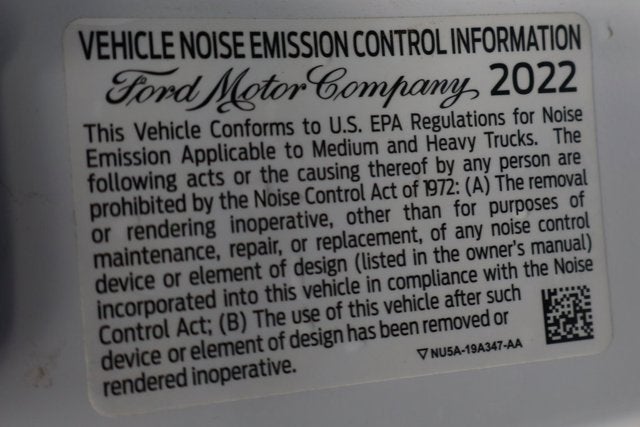 VEHICLE NOISE EMISSION CONTROL INFORMATION
Ford Motor Company, 2022
This Vehicle Conforms to U.S. EPA Regulations for Noise
Emission Applicable to Medium and Heavy Trucks. The
following acts or the causing thereof by any person are
prohibited by the Noise Control Act of 1972: (A) The removal
or rendering inoperative, other than for purposes of
maintenance, repair, or replacement, of any noise control
device or element of design (listed in the owner's manual)
incorporated into this vehicle in compliance with the Noise
Control Act; (B) The use of this vehicle after such
device or element of design has been removed or
rendered inoperative.
▽ NU5A-19A347-AA